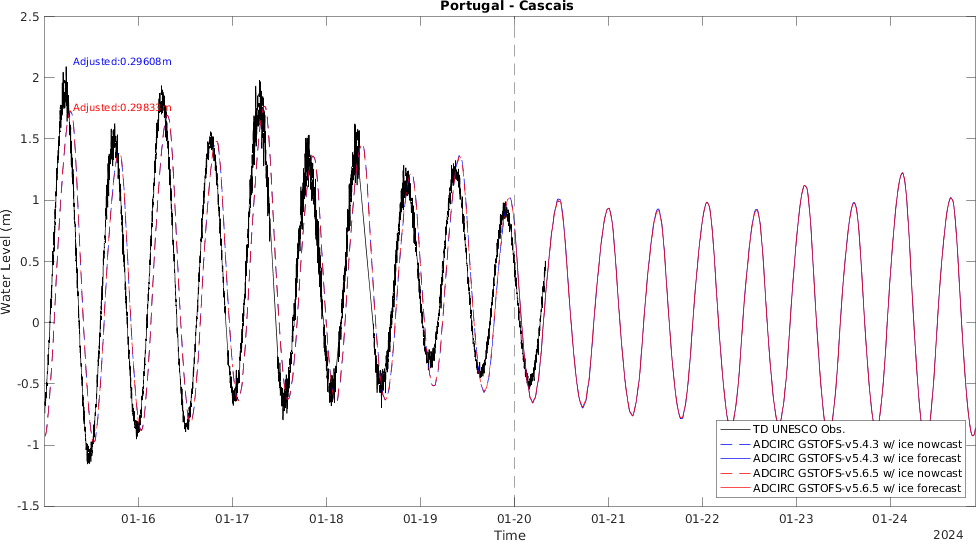 Portugal - Cascais
2.5
2
1.5
1
0.5
0
-0.5
-1
-1.5
Water Level (m)
Adjusted:0.29608m
Adjusted:0.29833m
TD UNESCO Obs.
ADCIRC GSTOFS-v5.4.3 w/ ice nowcast
ADCIRC GSTOFS-v5.4.3 w/ ice forecast
ADCIRC GSTOFS-v5.6.5 w/ ice nowcast
ADCIRC GSTOFS-v5.6.5 w/ ice forecast
01-16 01-17 01-18 01-19 01-20 01-21 01-22 01-23 01-24
Time
2024